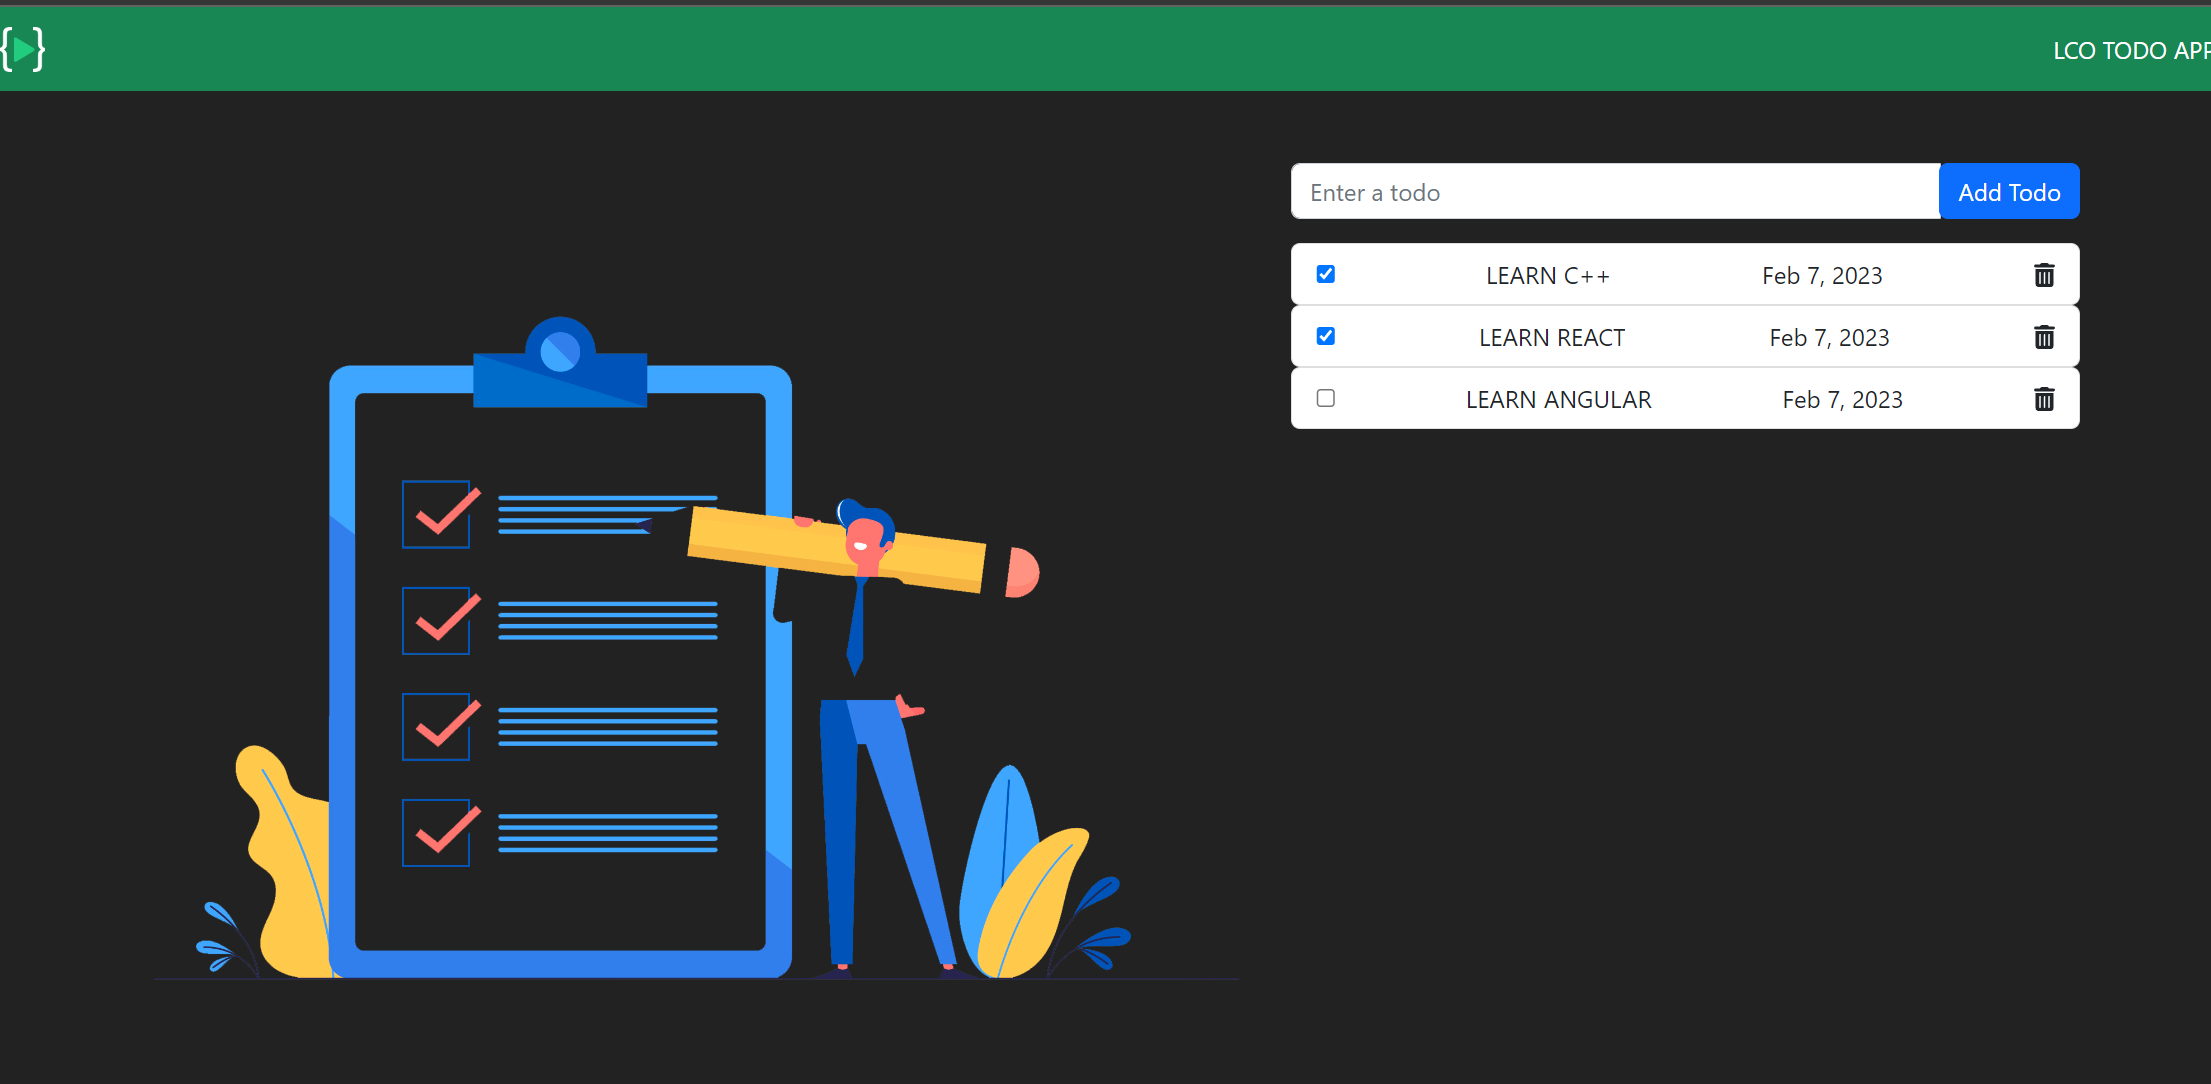 LCO TODO APP
Enter a todo Add Todo
LEARN C++ Feb 7, 2023
LEARN REACT Feb 7, 2023
LEARN ANGULAR Feb 7, 2023